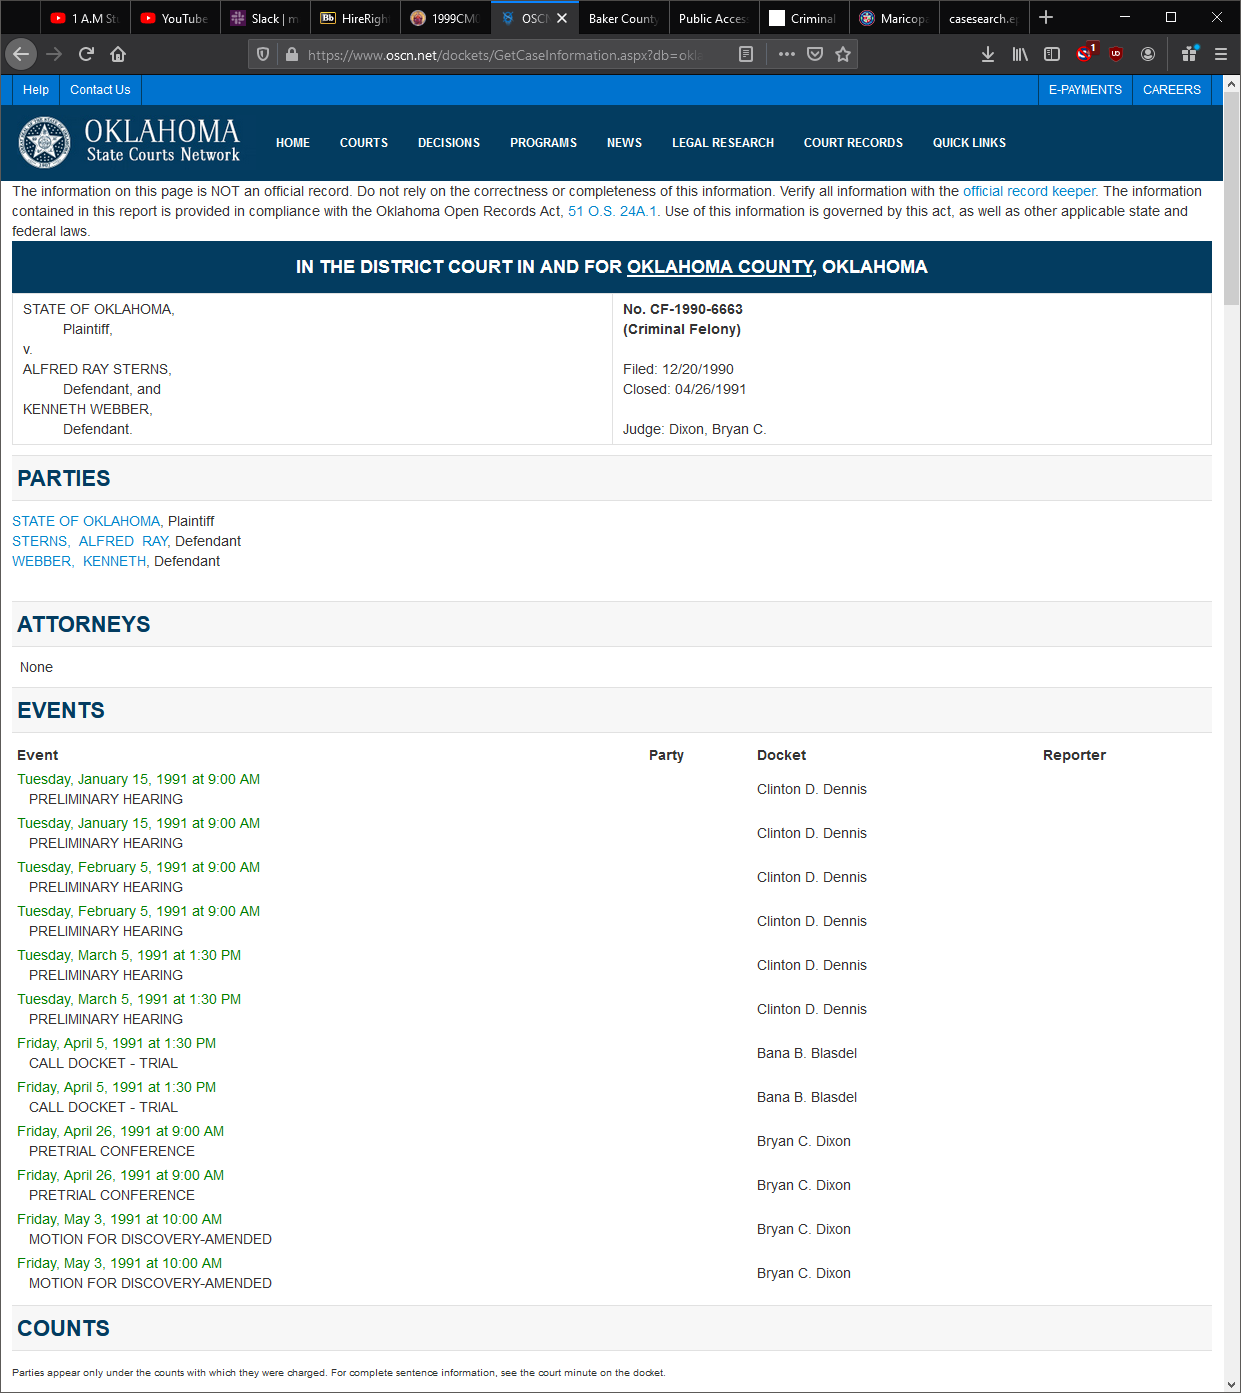 1 A.M Stu
YouTube
Slack | m
Bb HireRigh
1999CM0
OSCN
Baker County
Public Acces
Criminal
Maricopa
casesearch.ep
https://www.oscn.net/dockets/GetCaseInformation.aspx?db=okla
1
Help
Contact Us
E-PAYMENTS
CAREERS
OKLAHOMA
State Courts Network
HOME
COURTS
DECISIONS
PROGRAMS
NEWS
LEGAL RESEARCH
COURT RECORDS
QUICK LINKS
The information on this page is NOT an official record. Do not rely on the correctness or completeness of this information. Verify all information with the official record keeper. The information
contained in this report is provided in compliance with the Oklahoma Open Records Act, 51 O.S. 24A.1. Use of this information is governed by this act, as well as other applicable state and
federal laws.
IN THE DISTRICT COURT IN AND FOR OKLAHOMA COUNTY, OKLAHOMA
STATE OF OKLAHOMA,
Plaintiff,
v.
ALFRED RAY STERNS,
Defendant, and
KENNETH WEBBER,
Defendant.
No. CF-1990-6663
(Criminal Felony)
Filed: 12/20/1990
Closed: 04/26/1991
Judge: Dixon, Bryan C.
PARTIES
STATE OF OKLAHOMA, Plaintiff
STERNS, ALFRED RAY, Defendant
WEBBER, KENNETH, Defendant
ATTORNEYS
None
EVENTS
Event Party Docket Reporter
Tuesday, January 15, 1991 at 9:00 AM
PRELIMINARY HEARING
Clinton D. Dennis
Tuesday, January 15, 1991 at 9:00 AM
PRELIMINARY HEARING
Clinton D. Dennis
Tuesday, February 5, 1991 at 9:00 AM
PRELIMINARY HEARING
Clinton D. Dennis
Tuesday, February 5, 1991 at 9:00 AM
PRELIMINARY HEARING
Clinton D. Dennis
Tuesday, March 5, 1991 at 1:30 PM
PRELIMINARY HEARING
Clinton D. Dennis
Tuesday, March 5, 1991 at 1:30 PM
PRELIMINARY HEARING
Clinton D. Dennis
Friday, April 5, 1991 at 1:30 PM
CALL DOCKET - TRIAL
Bana B. Blasdel
Friday, April 5, 1991 at 1:30 PM
CALL DOCKET - TRIAL
Bana B. Blasdel
Friday, April 26, 1991 at 9:00 AM
PRETRIAL CONFERENCE
Bryan C. Dixon
Friday, April 26, 1991 at 9:00 AM
PRETRIAL CONFERENCE
Bryan C. Dixon
Friday, May 3, 1991 at 10:00 AM
MOTION FOR DISCOVERY-AMENDED
Bryan C. Dixon
Friday, May 3, 1991 at 10:00 AM
MOTION FOR DISCOVERY-AMENDED
Bryan C. Dixon
COUNTS
Parties appear only under the counts with which they were charged. For complete sentence information, see the court minute on the docket.